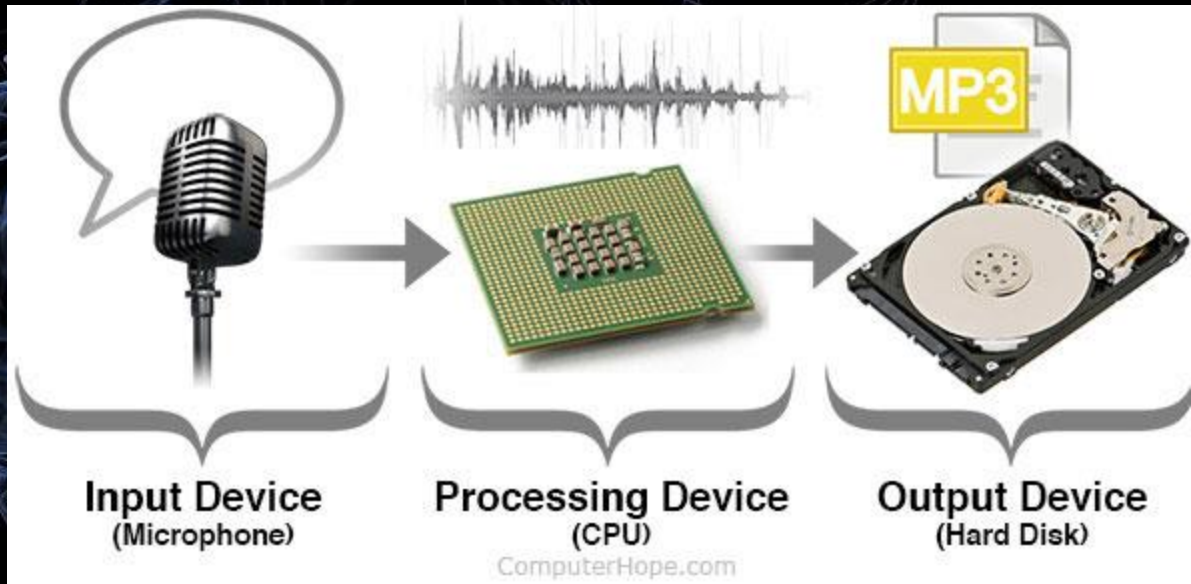 MP3
Input Device
(Microphone)
Processing Device
(CPU)
Output Device
(Hard Disk)
ComputerHope.com